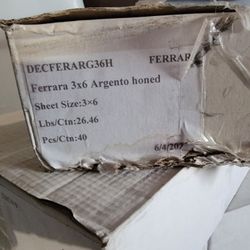 DECFERARG36H FERRAR
Ferrara 3x6 Argento honed
Sheet Size:3×6
Lbs/Ctn:26.46
Pcs/Ctn:40
6/4/202